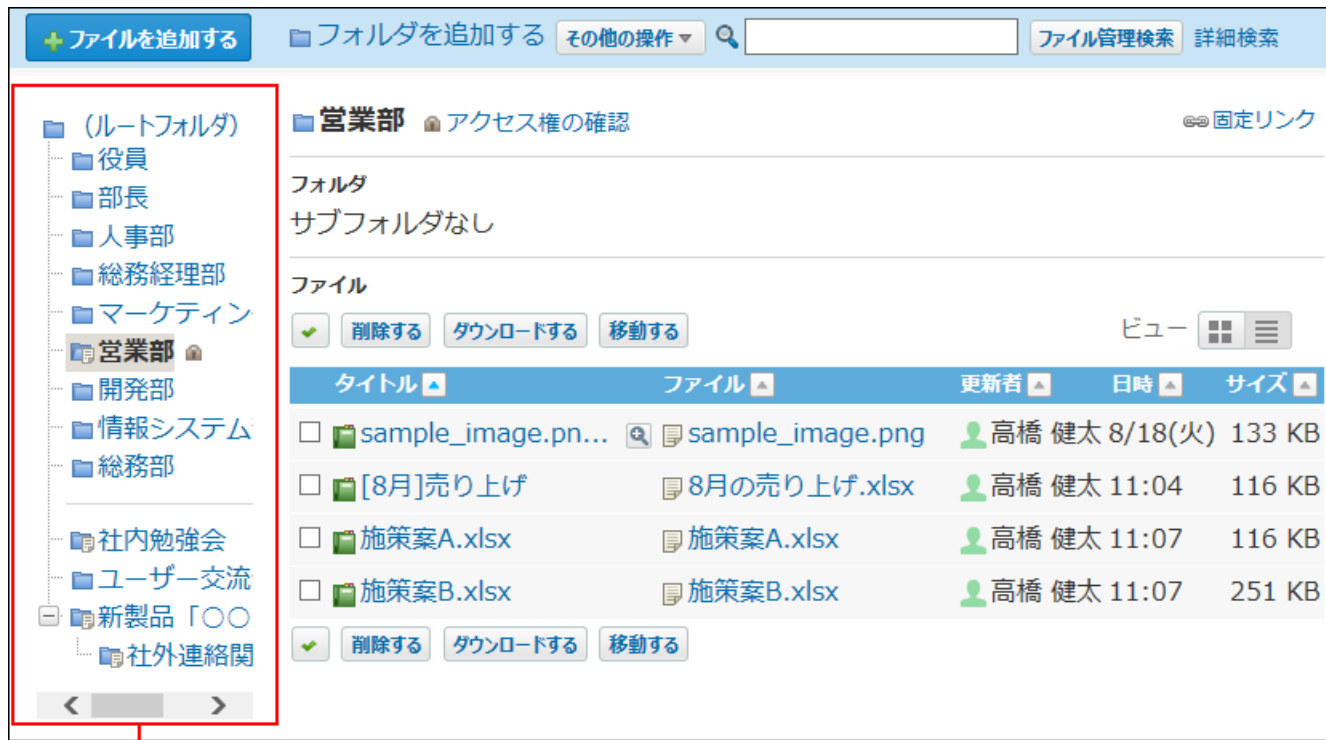 ファイルを追加する フォルダを追加する その他の操作 ファイル管理検索 詳細検索
(ルートフォルダ)
役員
部長
人事部
総務経理部
マーケティン
営業部
開発部
情報システム
総務部
社内勉強会
ユーザー交流
新製品「〇〇
社外連絡関
営業部 アクセス権の確認 固定リンク
フォルダ
サブフォルダなし
ファイル
削除する ダウンロードする 移動する ビュー
タイトル ファイル 更新者 日時 サイズ
sample_image.pn... sample_image.png 高橋 健太 8/18(火) 133 KB
[8月]売り上げ 8月の売り上げ.xlsx 高橋 健太 11:04 116 KB
施策案A.xlsx 施策案A.xlsx 高橋 健太 11:07 116 KB
施策案B.xlsx 施策案B.xlsx 高橋 健太 11:07 251 KB
削除する ダウンロードする 移動する